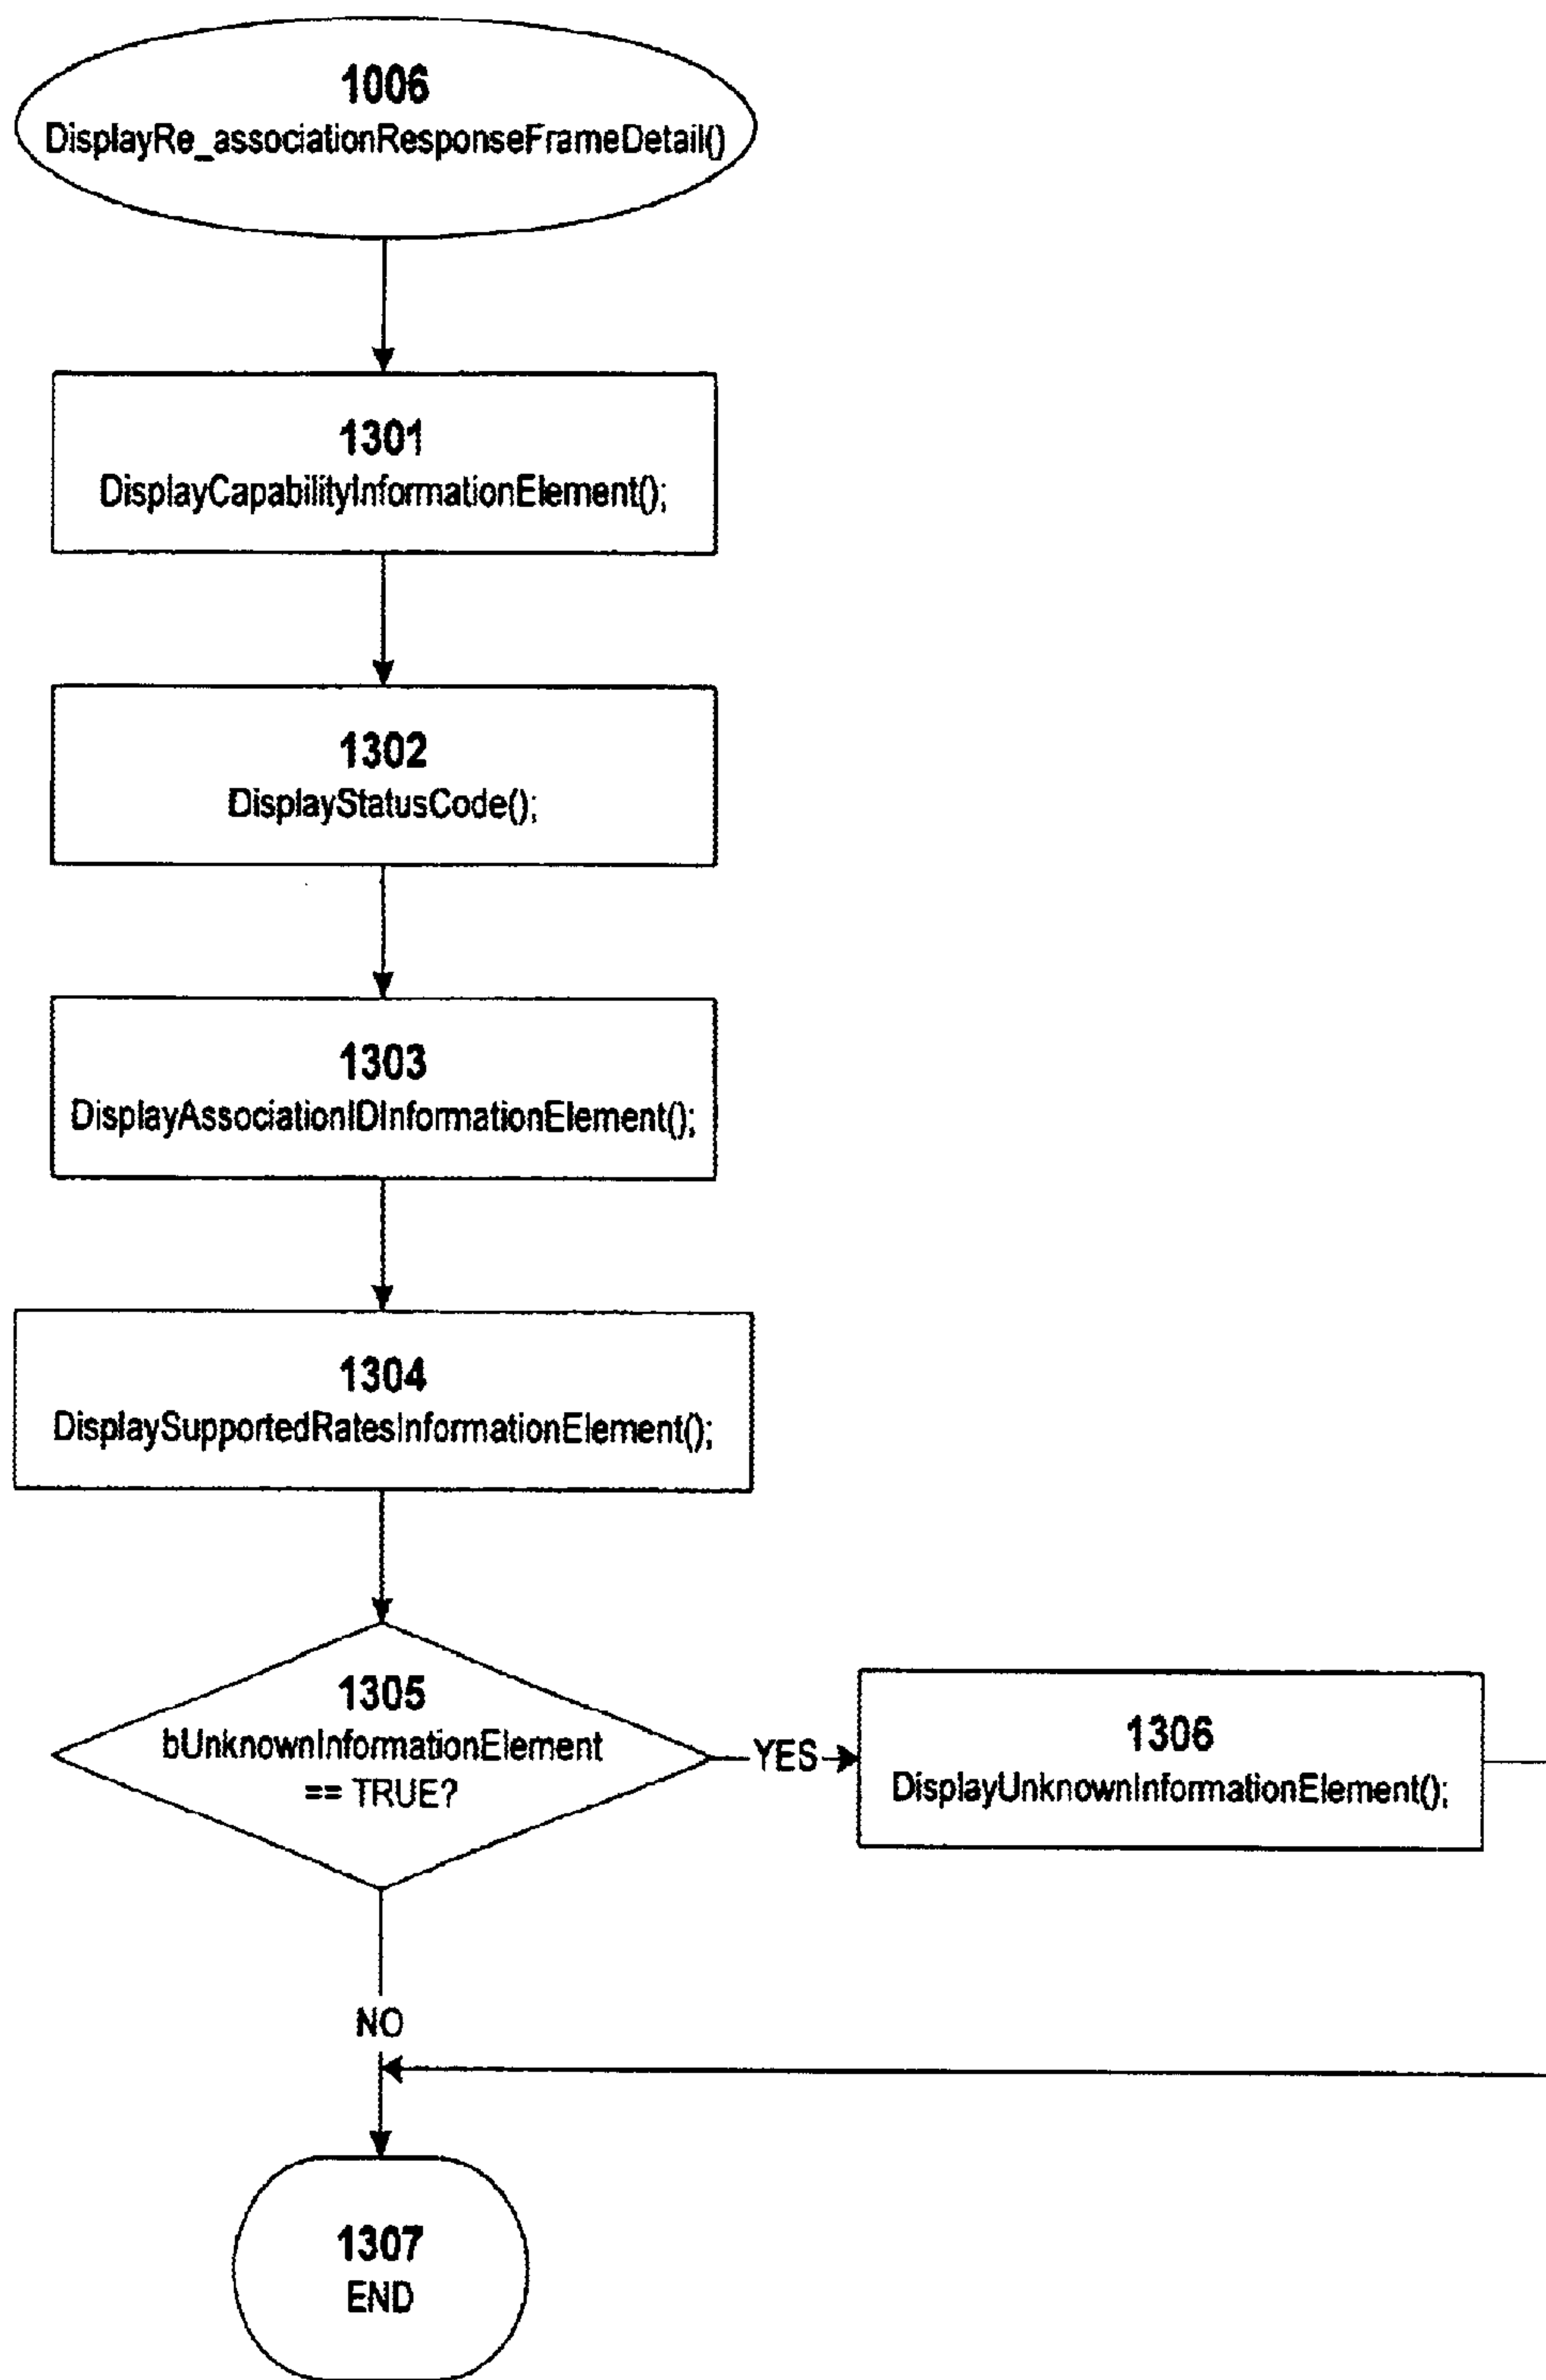 1006
DisplayRe_associationResponseFrameDetail()
1301
DisplayCapabilityInformationElement();
1302
DisplayStatusCode();
1303
DisplayAssociationIDInformationElement();
1304
DisplaySupportedRatesInformationElement();
1305
bUnknownInformationElement
== TRUE?
YES
1306
DisplayUnknownInformationElement();
NO
1307
END